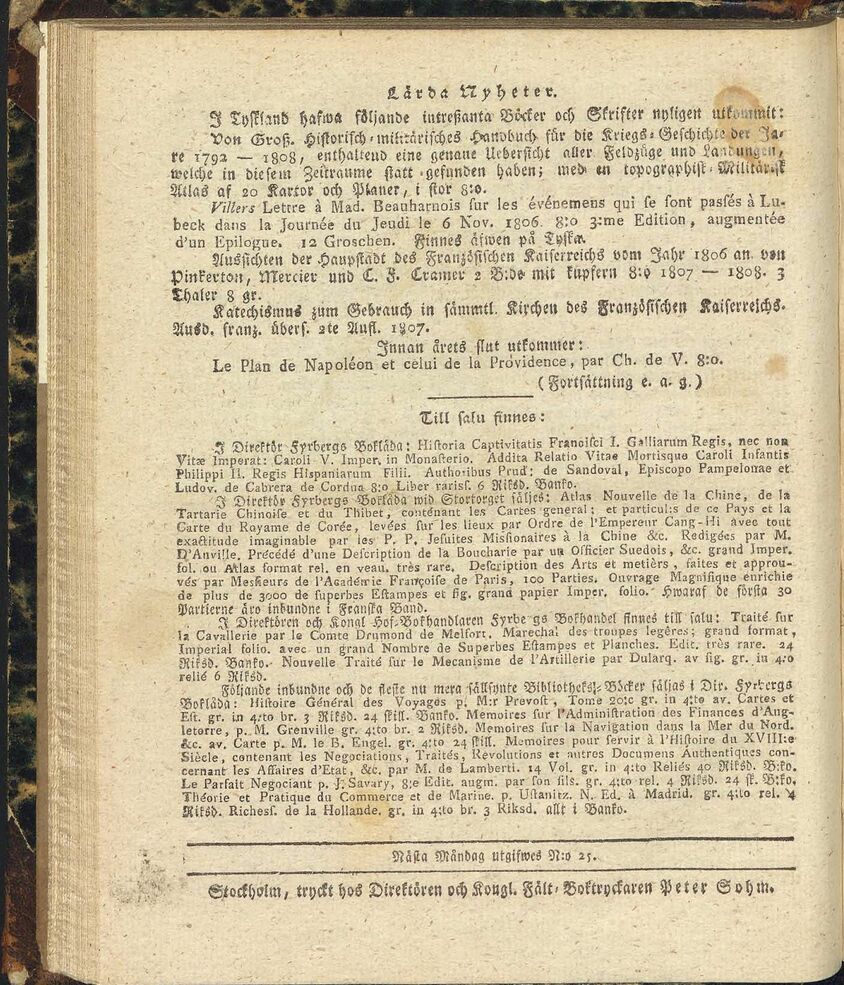 Lärda Nyheter.
I Tyskland hafwa följande intreßanta Böcker och Skrifter nyligen utkommit:
Von Groß. Historisch-militärisches Handbuch für die Kriegs-Geschichte der Ja-
re 1792 — 1808, enthaltend eine genaue Uebersicht aller Feldzüge und Landungen,
welche in diesem Zeitraume statt gefunden haben; med en topographisk-Militärisk
Atlas af 20 Kartor och Planer, i stor 8:o.
Villers Lettre à Mad. Beauharnois sur les événemens qui se sont passés à Lu-
beck dans la Journée du Jeudi le 6 Nov. 1806. 8:o 3:me Edition, augmentée
d'un Epilogue. 12 Groschen. Finnes äfwen på Tyska.
Aussichten der Hauptstadt des Französischen Kaiserreichs vom Jahr 1806 an. von
Pinkerton, Mercier und C. F. Cramer 2 B:de mit kupfern 8:o 1807 — 1808. 3
Thaler 8 gr.
Katechismus zum Gebrauch in sämmtl. Kirchen des Französischen Kaiserreichs.
Ausd. franz. übers. 2te Aufl. 1807.
Innan årets slut utkommer:
Le Plan de Napoléon et celui de la Providence, par Ch. de V. 8:o.
(Fortsättning e. a. g.)
Till salu finnes:
I Direktör Fyrbergs Boklåda: Historia Captivitatis Francisci I. Galliarum Regis, nec non
Vitæ Imperat: Caroli V. Imper. in Monasterio. Addita Relatio Vitae Mortisque Caroli Infantis
Philippi II. Regis Hispaniarum Filii. Authoribus Prud: de Sandoval, Episcopo Pampelonae et
Ludov. de Cabrera de Cordua 8:o Liber rariss. 6 Riksd. Banko.
I Direktör Fyrbergs Boklåda wid Stortorget säljes: Atlas Nouvelle de la Chine, de la
Tartarie Chinoise et du Thibet, contenant les Cartes general: et particul:s de ce Pays et la
Carte du Royame de Corée, levées sur les lieux par Ordre de l'Empereur Cang-Hi avec tout
exactitude imaginable par les P. P. Jesuites Missionaires à la Chine &c. Redigées par M.
D'Anville. Précédé d'une Description de la Boucharie par un Officier Suedois, &c. grand Imper.
fol. ou Atlas format rel. en veau. très rare. Description des Arts et metièrs, faites et approu-
vés par Messieurs de l'Académie Françoise de Paris, 100 Parties. Ouvrage Magnifique enrichie
de plus de 3000 de superbes Estampes et fig. grand papier Imper. folio. Hwaraf de första 30
Partierne äro inbundne i Franska Band.
I Direktören och Kongl Hof-Bokhandlaren Fyrbe gs Bokhandel finnes till salu: Traité sur
la Cavallerie par le Comte Drumond de Melfort, Marechal des troupes legêres; grand format,
Imperial folio. avec un grand Nombre de Superbes Estampes et Planches. Edit. très rare. 24
Riksd. Banko. Nouvelle Traité sur le Mecanisme de l'Artillerie par Dularq. av fig. gr. in 4:o
relié 6 Riksd.
Följande inbundne och de fleste nu mera sällsynte Bibliotheks-Böcker säljas i Dir. Fyrbergs
Boklåda: Histoire Général des Voyages p. M:r Prevost, Tome 20:e gr. in 4:to av. Cartes et
Est. gr. in 4:to br. 3 Riksd. 24 skill. Banko. Memoires sur l'Administration des Finances d'Ang-
letorre, p. M. Grenville gr. 4:to br. 2 Riksd. Memoires sur la Navigation dans la Mer du Nord.
&c. av. Carte p. M. le B. Engel. gr. 4:to 24 skill. Memoires pour servir à l'Histoire du XVIII:e
Siècle, contenant les Negociations, Traités, Revolutions et autres Documens Authentiques con-
cernant les Affaires d'Etat, &c. par M. de Lamberti. 14 Vol. gr. in 4:to Reliés 40 Riksd. B:ko.
Le Parfait Negociant p. J. Savary, 8:e Edit. augm. par son fils. gr. 4:to rel. 4 Riksd. 24 sk. B:ko.
Théorie et Pratique du Commerce et de Marine. p. Ustanitz. N. Ed. à Madrid. gr. 4:to rel. 4
Riksd. Richess. de la Hollande. gr. in 4:to br. 3 Riksd. allt i Banko.
Nästa Måndag utgifwes N:o 25.
Stockholm, tryckt hos Direktören och Kongl. Fält-Boktryckaren Peter Sohm.